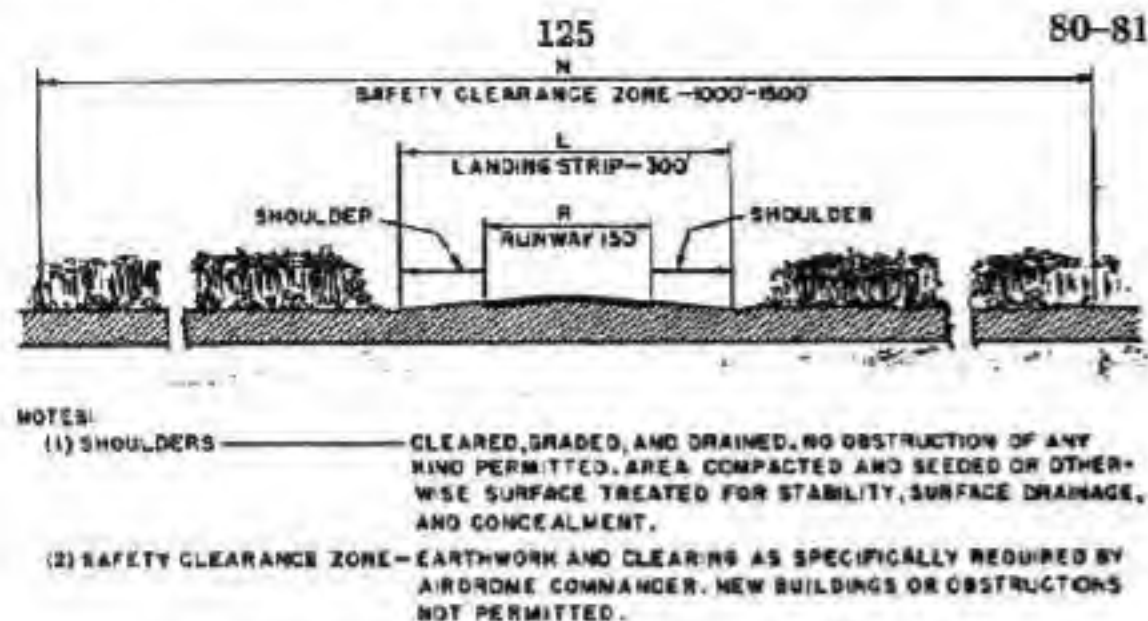 125 80-81
N
SAFETY CLEARANCE ZONE-1000'-1500'
L
LANDING STRIP-300'
SHOULDER R SHOULDER
RUNWAY 150'
NOTES:
(1) SHOULDERS — CLEARED, GRADED, AND DRAINED. NO OBSTRUCTION OF ANY
KIND PERMITTED. AREA COMPACTED AND SEEDED OR OTHER-
WISE SURFACE TREATED FOR STABILITY, SURFACE DRAINAGE,
AND CONCEALMENT.
(2) SAFETY CLEARANCE ZONE- EARTHWORK AND CLEARING AS SPECIFICALLY REQUIRED BY
AIRDROME COMMANDER. NEW BUILDINGS OR OBSTRUCTIONS
NOT PERMITTED.